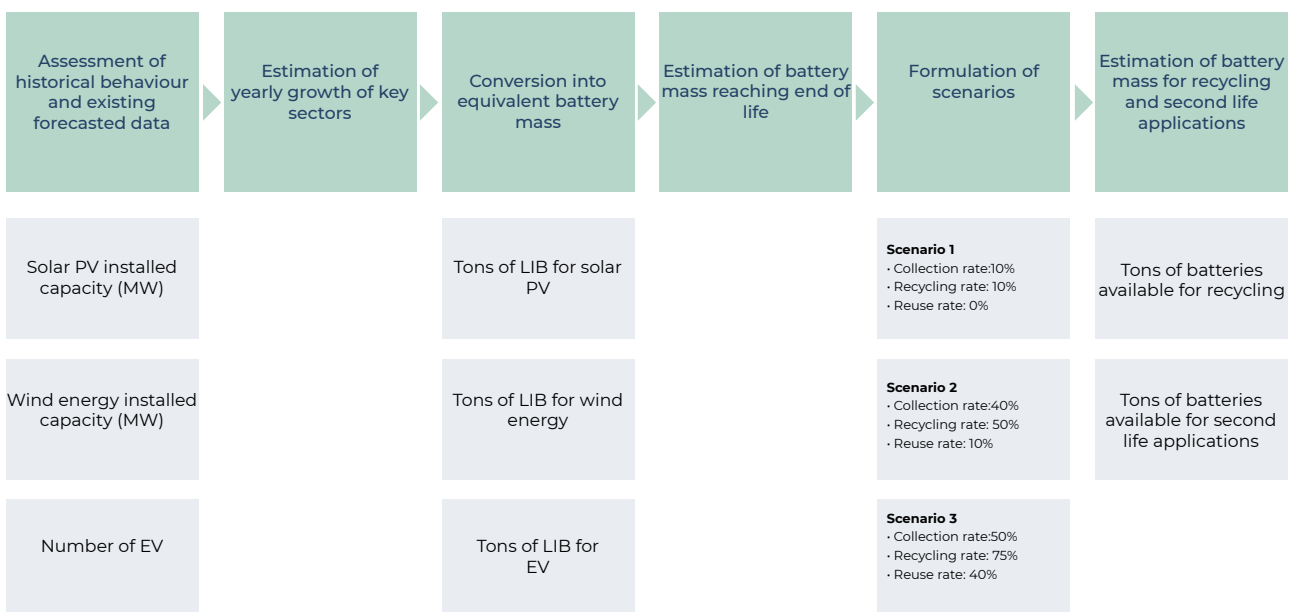 Assessment of
historical behaviour
and existing
forecasted data
Estimation of
yearly growth of key
sectors
Conversion into
equivalent battery
mass
Estimation of battery
mass reaching end of
life
Formulation of
scenarios
Estimation of battery
mass for recycling
and second life
applications
Solar PV installed
capacity (MW)
Tons of LIB for solar
PV
Scenario 1
• Collection rate:10%
• Recycling rate: 10%
• Reuse rate: 0%
Tons of batteries
available for recycling
Wind energy installed
capacity (MW)
Tons of LIB for wind
energy
Scenario 2
• Collection rate:40%
• Recycling rate: 50%
• Reuse rate: 10%
Tons of batteries
available for second
life applications
Number of EV
Tons of LIB for
EV
Scenario 3
• Collection rate:50%
• Recycling rate: 75%
• Reuse rate: 40%